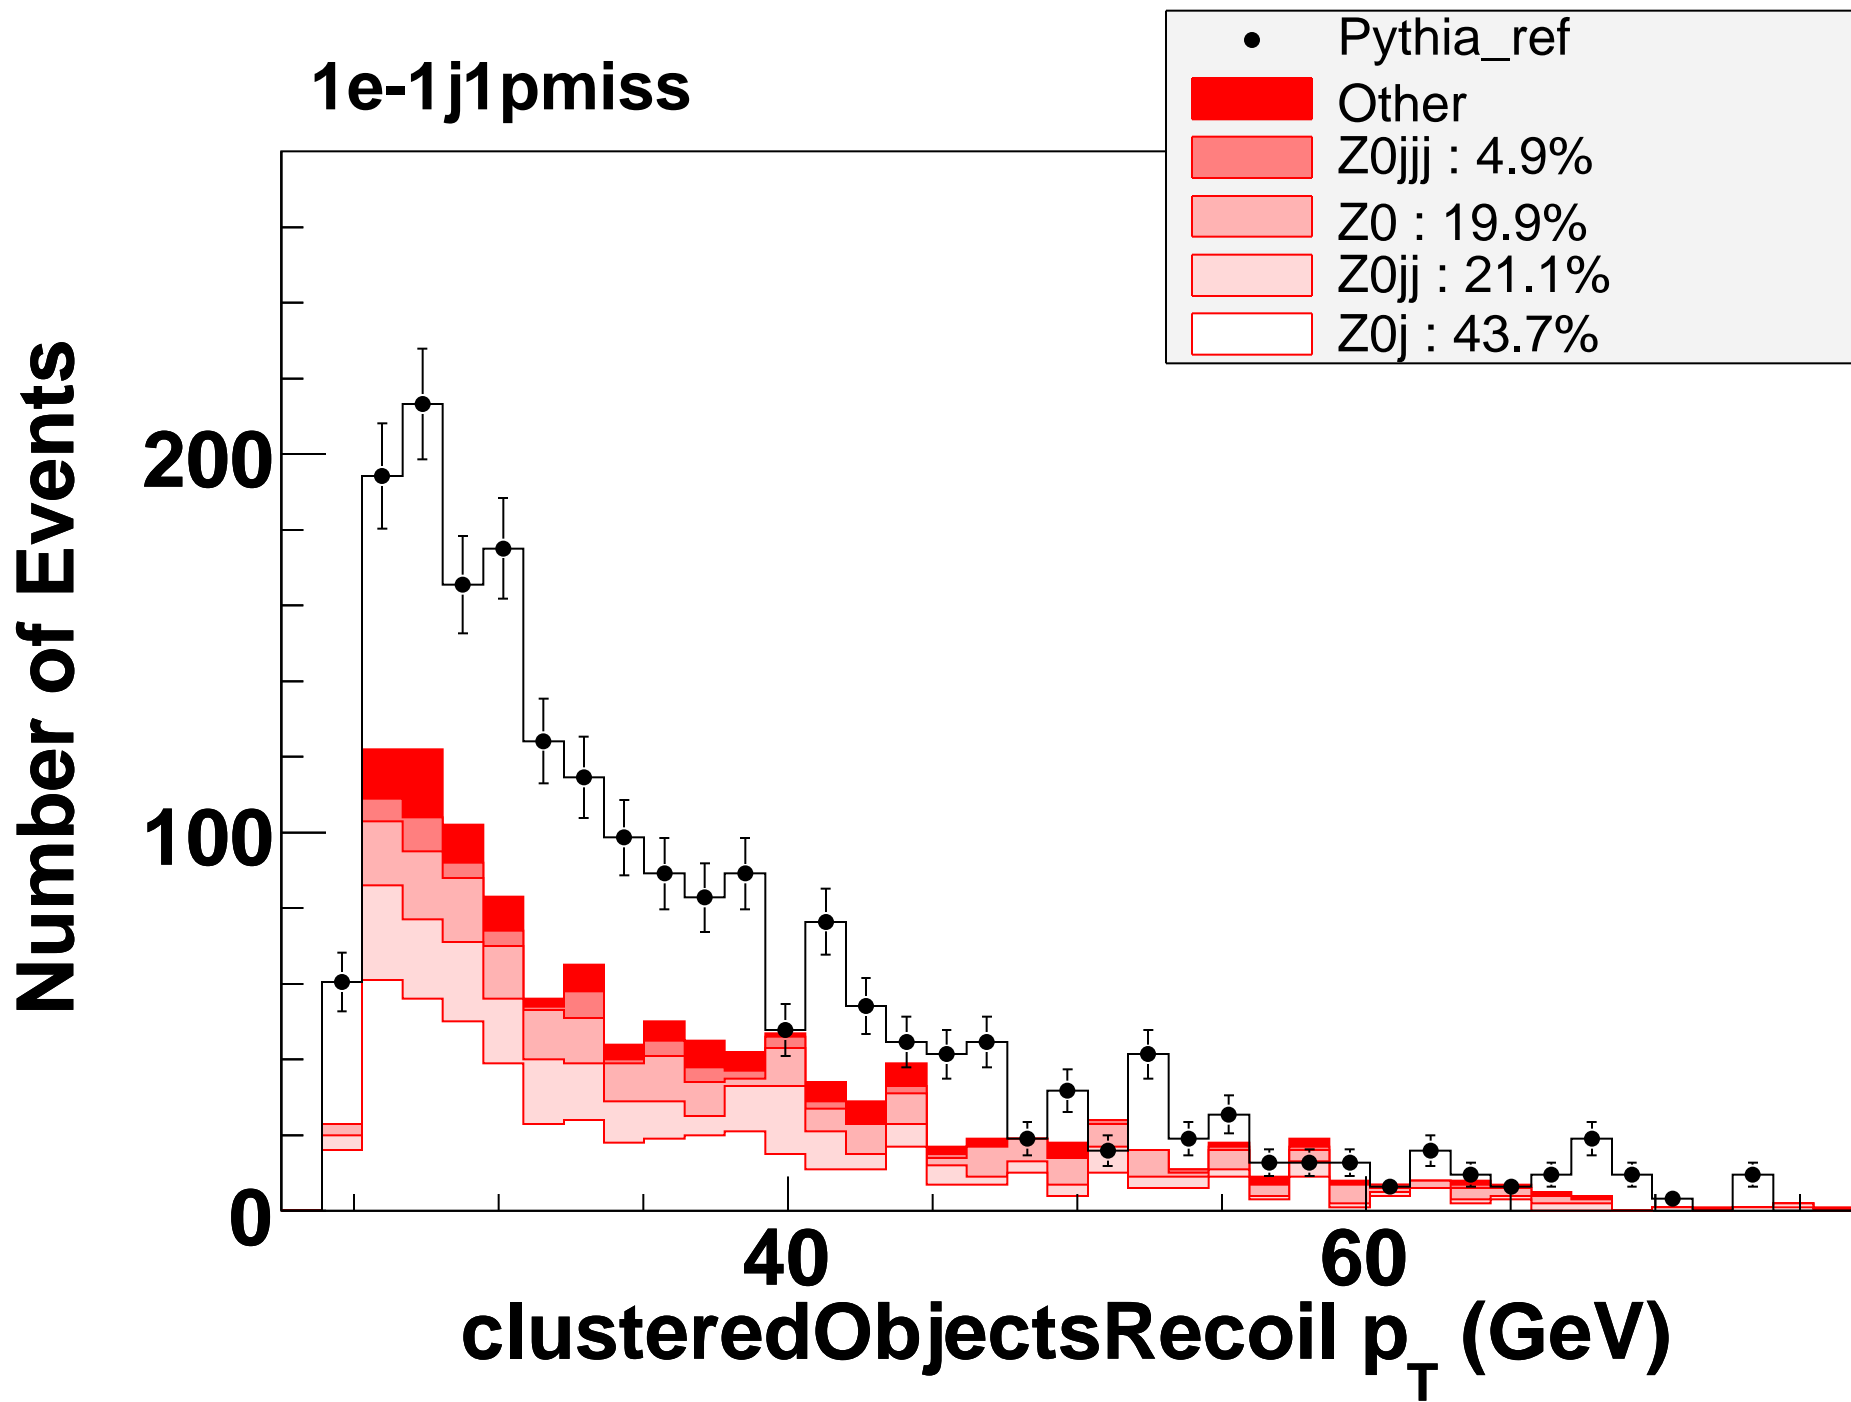 1e-1j1pmiss
Pythia_ref
Other
Z0jjj : 4.9%
Z0 : 19.9%
Z0jj : 21.1%
Z0j : 43.7%
Number of Events
200
100
0
40
60
clusteredObjectsRecoil p_T (GeV)